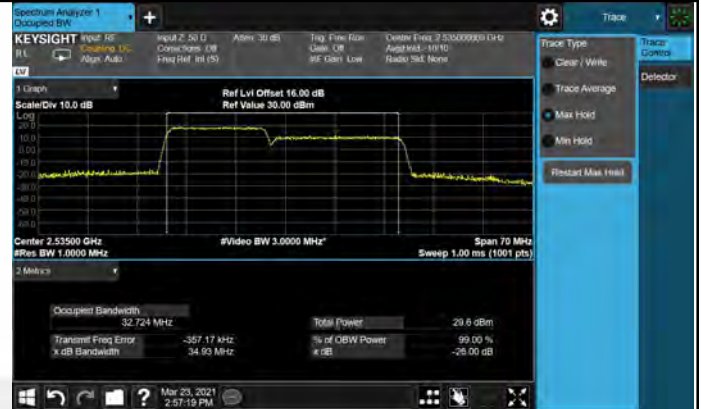 Spectrum Analyzer 1
Occupied BW
+
Trace
KEYSIGHT Input: RF
RL
Coupling: DC
Align: Auto
Input Z: 50 Ω
Corrections: Off
Freq Ref: Int (S)
Atten: 30 dB
Trig: Free Run
Gate: Off
#IF Gain: Low
Center Freq: 2.535000000 GHz
Avg|Hold: 10/10
Radio Std: None
LXI
1 Graph
Scale/Div 10.0 dB
Ref Lvl Offset 16.00 dB
Ref Value 30.00 dBm
Log
20.0
10.0
0.00
-10.0
-20.0
-30.0
-40.0
-50.0
-60.0
Center 2.53500 GHz
#Res BW 1.0000 MHz
#Video BW 3.0000 MHz*
Span 70 MHz
Sweep 1.00 ms (1001 pts)
2 Metrics
Occupied Bandwidth
32.724 MHz
Total Power 29.6 dBm
Transmit Freq Error -357.17 kHz
% of OBW Power 99.00 %
x dB Bandwidth 34.93 MHz
x dB -26.00 dB
Trace Type
Clear / Write
Trace Average
Max Hold
Min Hold
Restart Max Hold
Trace
Control
Detector
?
Mar 23, 2021
2:57:19 PM